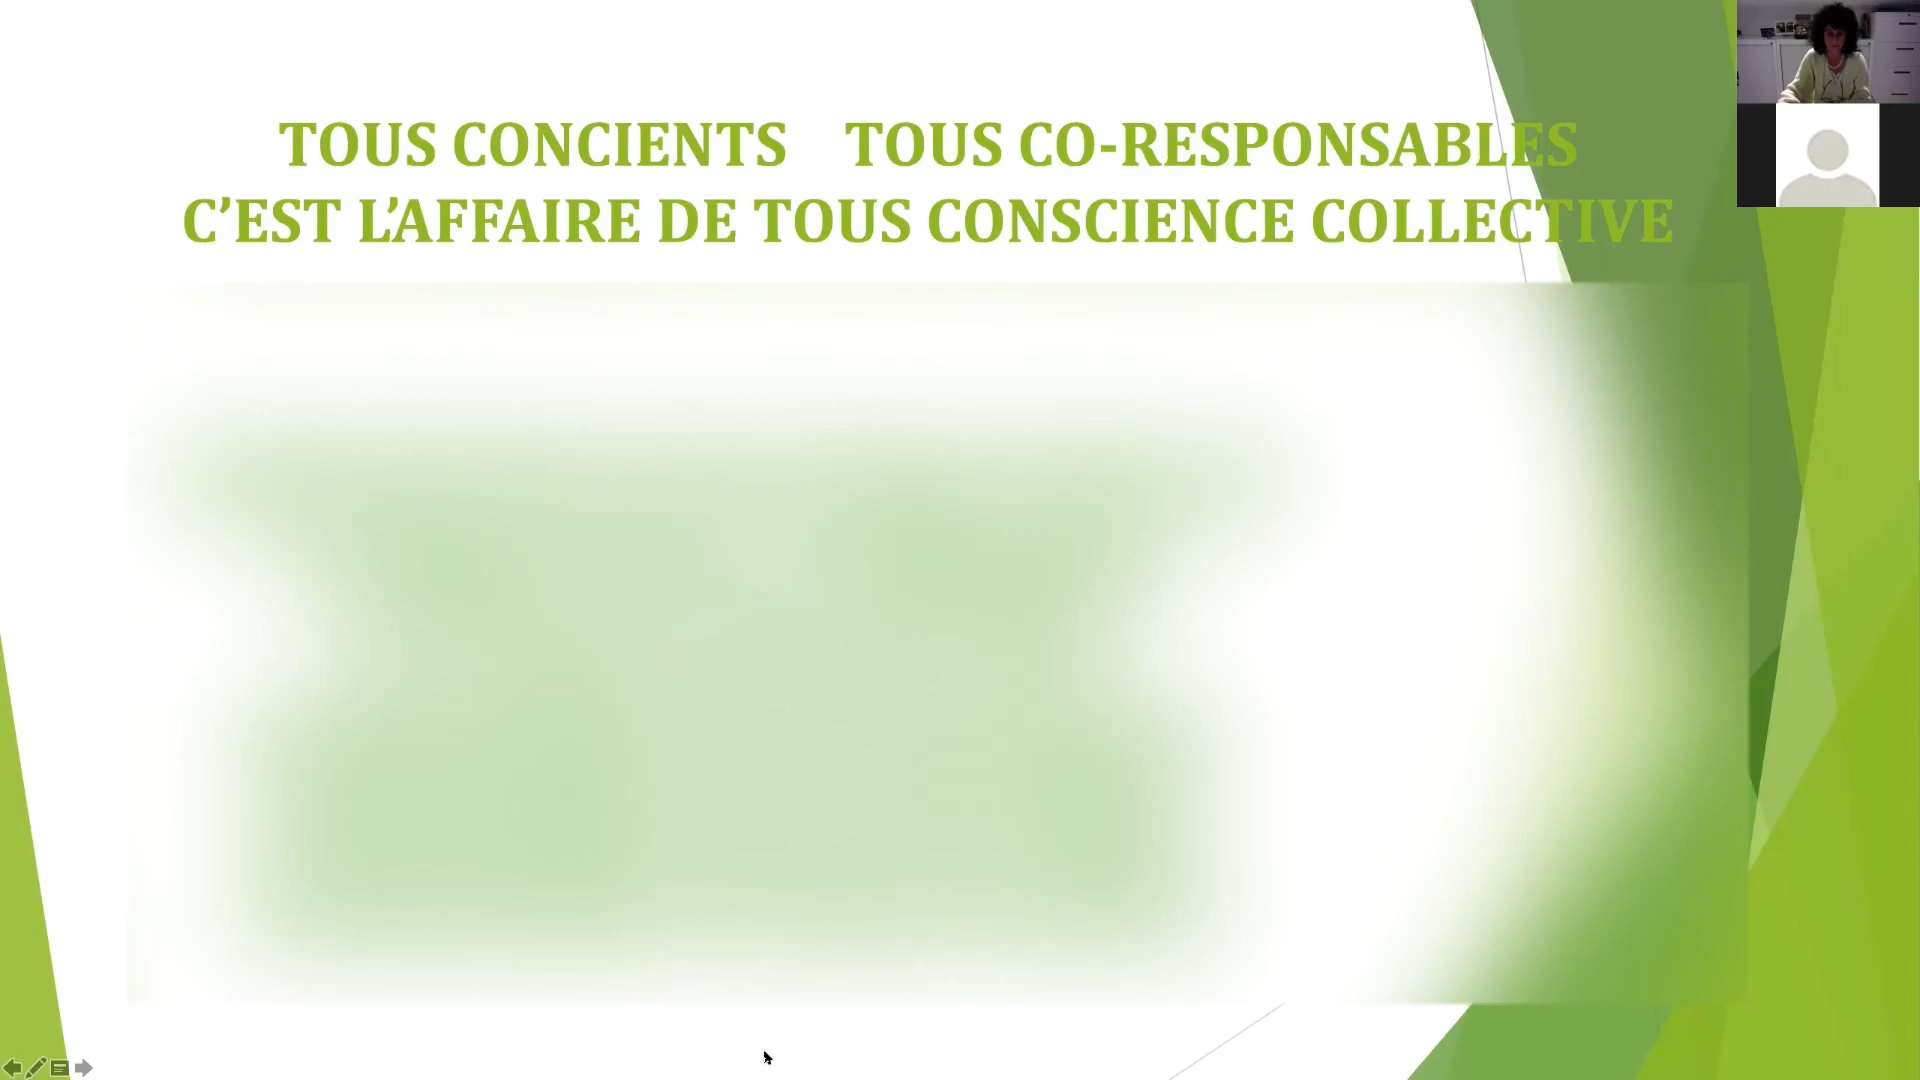 TOUS CONCIENTS TOUS CO-RESPONSABLES
C’EST L’AFFAIRE DE TOUS CONSCIENCE COLLECTIVE